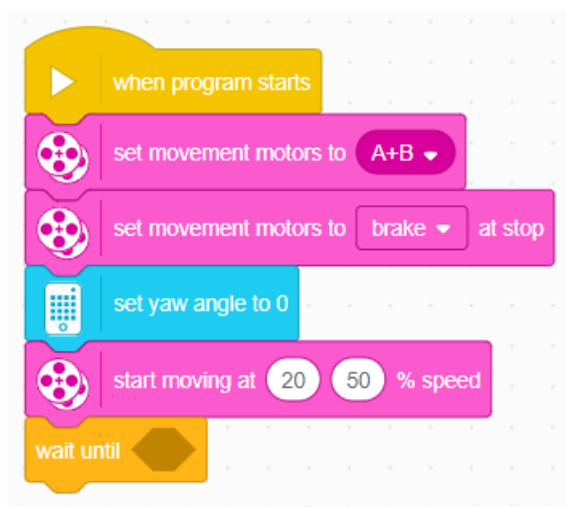 when program starts
set movement motors to A+B
set movement motors to brake at stop
set yaw angle to 0
start moving at 20 50 % speed
wait until